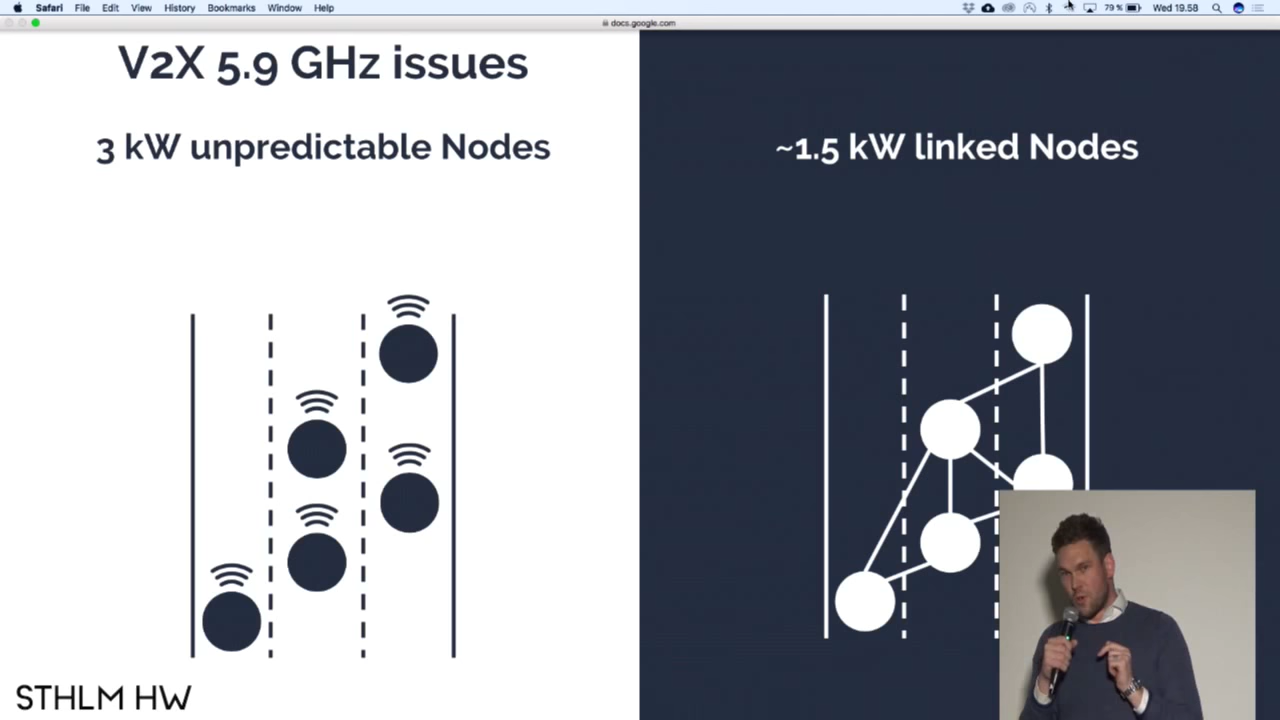 Safari File Edit View History Bookmarks Window Help 79 % Wed 19.58
docs.google.com
V2X 5.9 GHz issues
3 kW unpredictable Nodes
~1.5 kW linked Nodes
STHLM HW